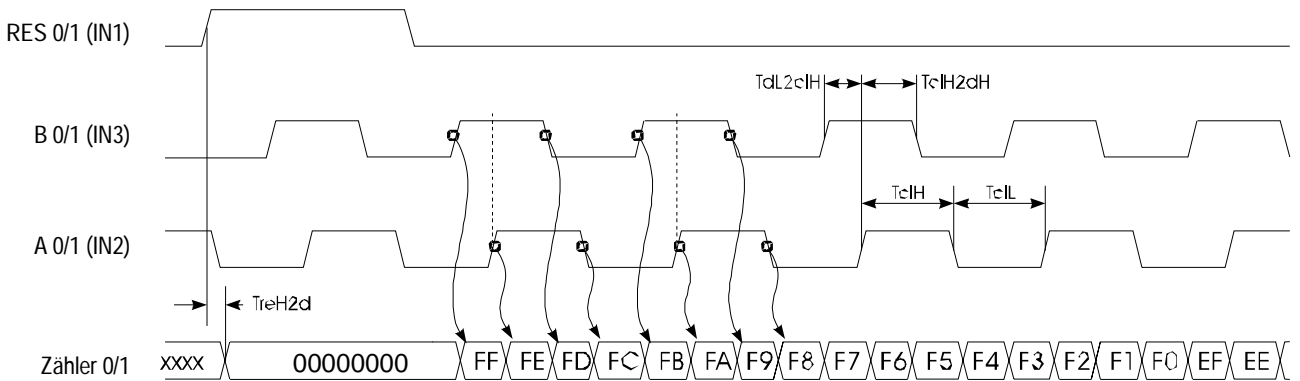 RES 0/1 (IN1)
TdL2clH TclH2dH
B 0/1 (IN3)
TclH TclL
A 0/1 (IN2)
TreH2d
Zähler 0/1 XXXX 00000000 FF FE FD FC FB FA F9 F8 F7 F6 F5 F4 F3 F2 F1 F0 EF EE